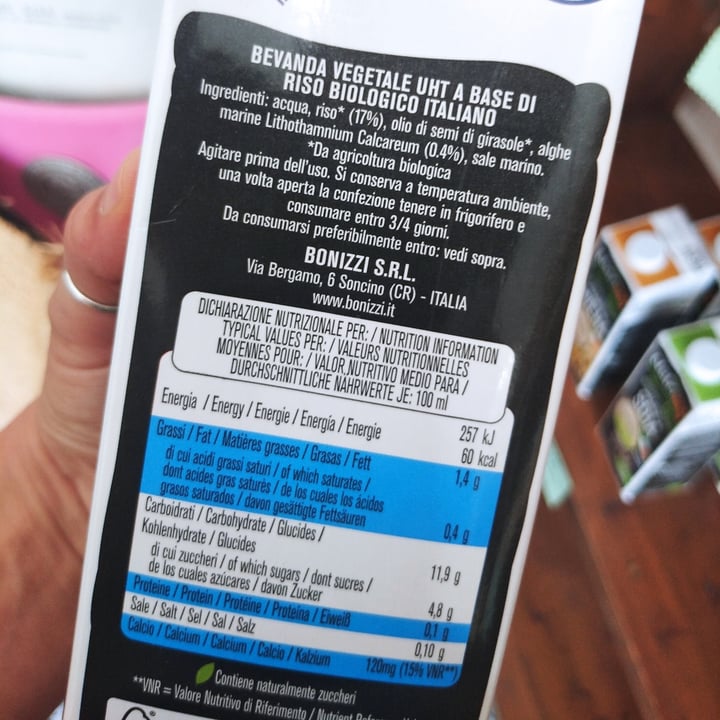 BEVANDA VEGETALE UHT A BASE DI
RISO BIOLOGICO ITALIANO
Ingredienti: acqua, riso* (17%), olio di semi di girasole*, alghe
marine Lithothamnium Calcareum (0.4%), sale marino.
*Da agricoltura biologica
Agitare prima dell'uso. Si conserva a temperatura ambiente,
una volta aperta la confezione tenere in frigorifero e
consumare entro 3/4 giorni.
Da consumarsi preferibilmente entro: vedi sopra.
BONIZZI S.R.L.
Via Bergamo, 6 Soncino (CR) - ITALIA
www.bonizzi.it
DICHIARAZIONE NUTRIZIONALE PER: / NUTRITION INFORMATION
TYPICAL VALUES PER: / VALEURS NUTRITIONNELLES
MOYENNES POUR: / VALOR NUTRITVO MEDIO PARA /
DURCHSCHNITTLICHE NÄHRWERTE JE: 100 ml
Energia / Energy / Energie / Energía / Energie 257 kJ
60 kcal
Grassi / Fat / Matières grasses / Grasas / Fett 1,4 g
di cui acidi grassi saturi / of which saturates /
dont acides gras saturés / de los cuales los ácidos
grasos saturados / davon gesättigte Fettsäuren 0,4 g
Carboidrati / Carbohydrate / Glucides /
Kohlenhydrate / Glucides 11,9 g
di cui zuccheri / of which sugars / dont sucres /
de los cuales azúcares / davon Zucker 4,8 g
Proteine / Protein / Protéine / Proteína / Eiweiß 0,1 g
Sale / Salt / Sel / Sal / Salz 0,10 g
Calcio / Calcium / Calcium / Calcio / Kalzium 120mg (15% VNR**)
Contiene naturalmente zuccheri
**VNR = Valore Nutritivo di Riferimento / Nutrient